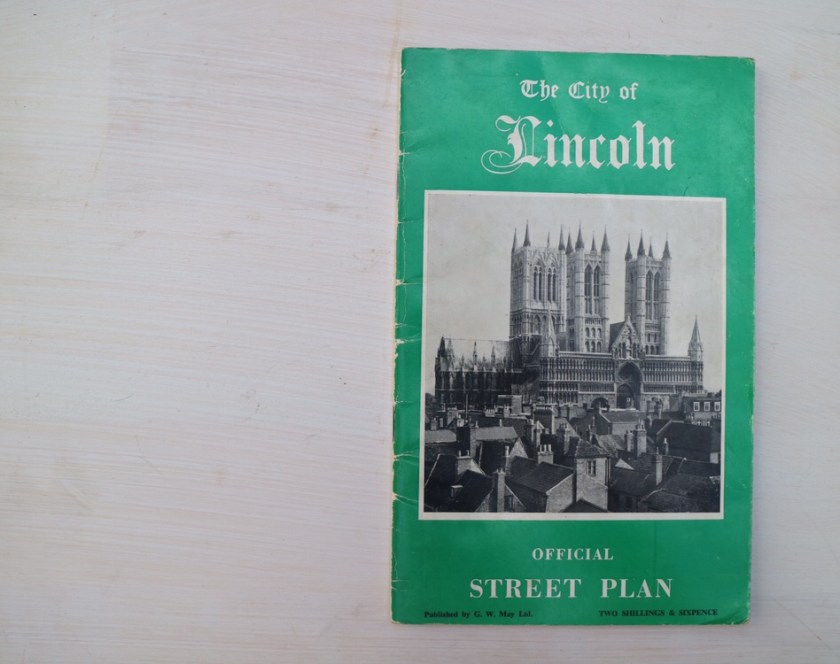 The City of
Lincoln
OFFICIAL
STREET PLAN
Published by G. W. May Ltd. TWO SHILLINGS & SIXPENCE